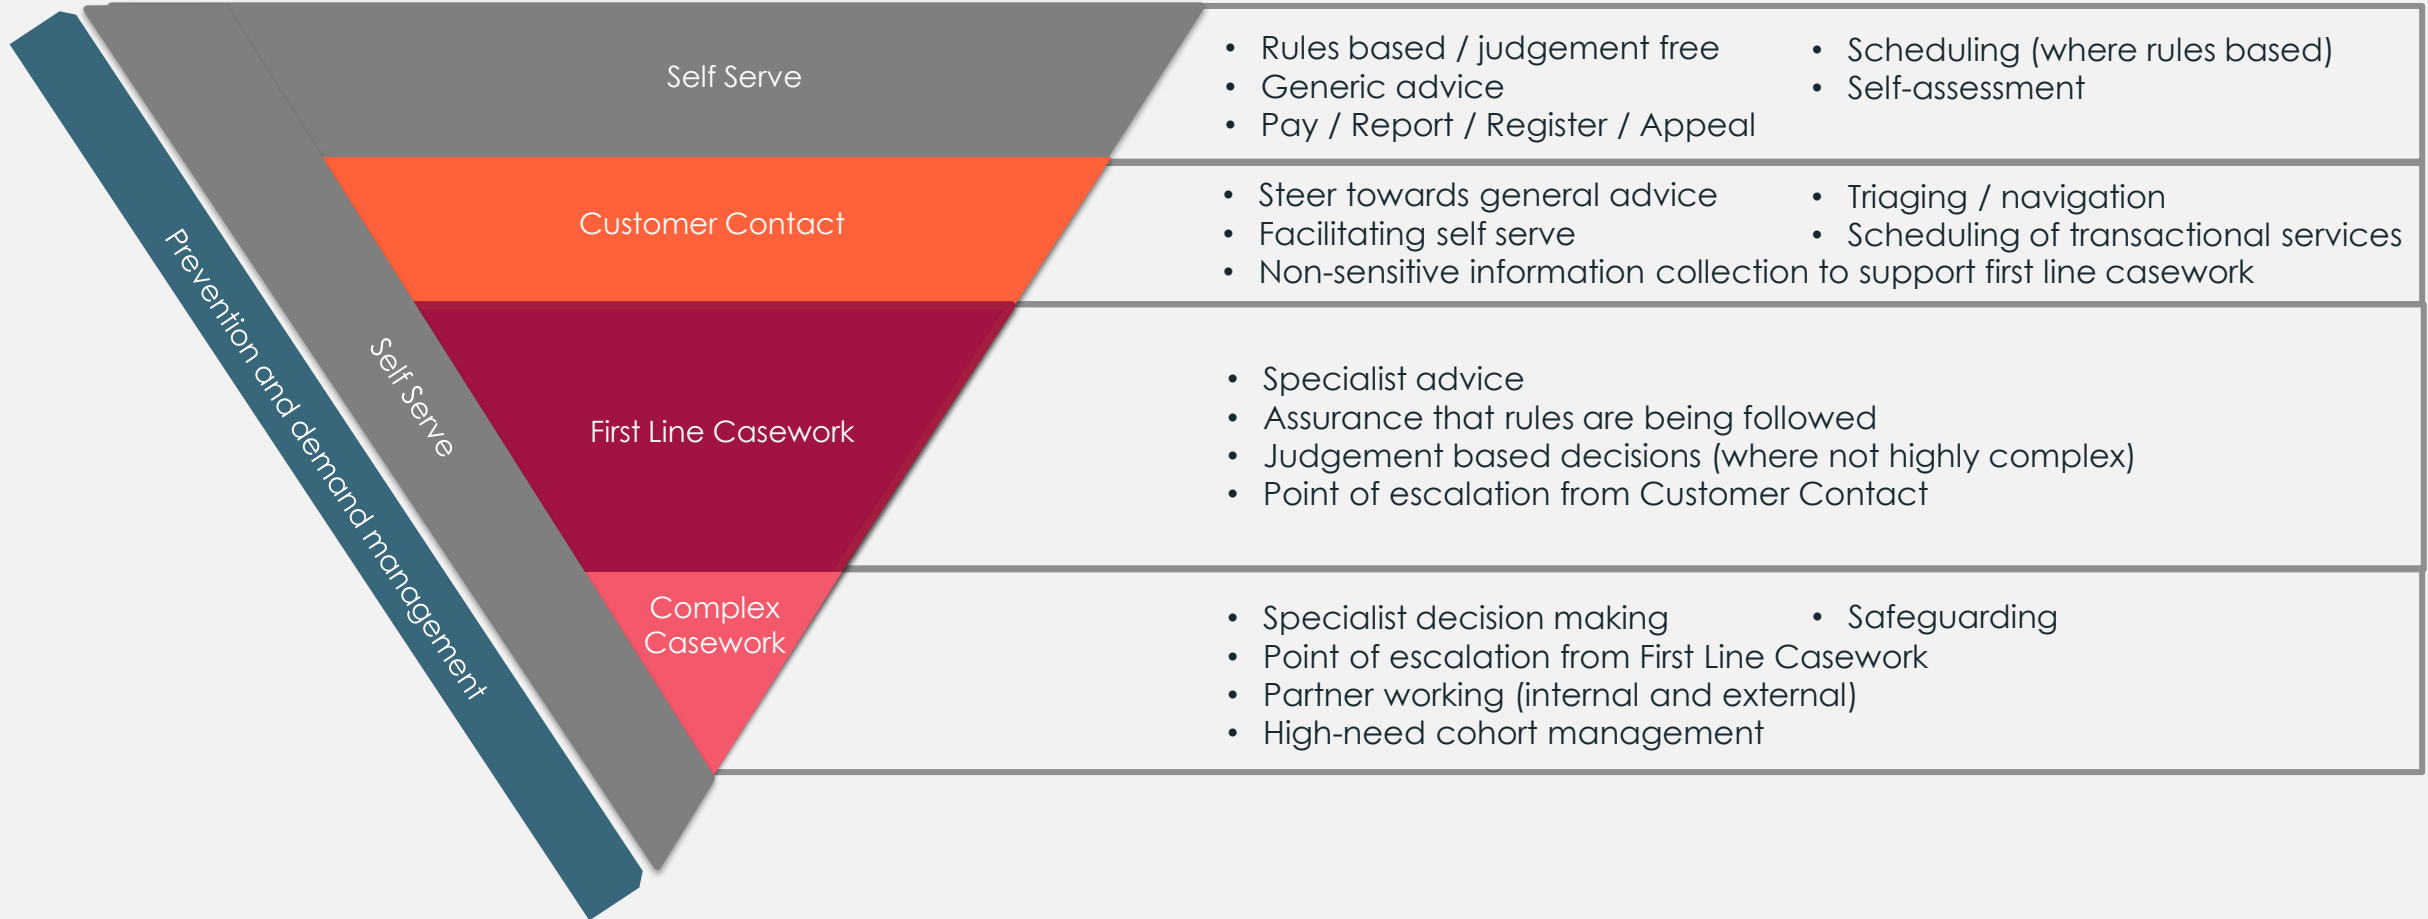 Self Serve
• Rules based / judgement free
• Generic advice
• Pay / Report / Register / Appeal
• Scheduling (where rules based)
• Self-assessment
Customer Contact
• Steer towards general advice
• Facilitating self serve
• Non-sensitive information collection to support first line casework
• Triaging / navigation
• Scheduling of transactional services
Prevention and demand management
Self Serve
First Line Casework
• Specialist advice
• Assurance that rules are being followed
• Judgement based decisions (where not highly complex)
• Point of escalation from Customer Contact
Complex
Casework
• Specialist decision making
• Point of escalation from First Line Casework
• Partner working (internal and external)
• High-need cohort management
• Safeguarding